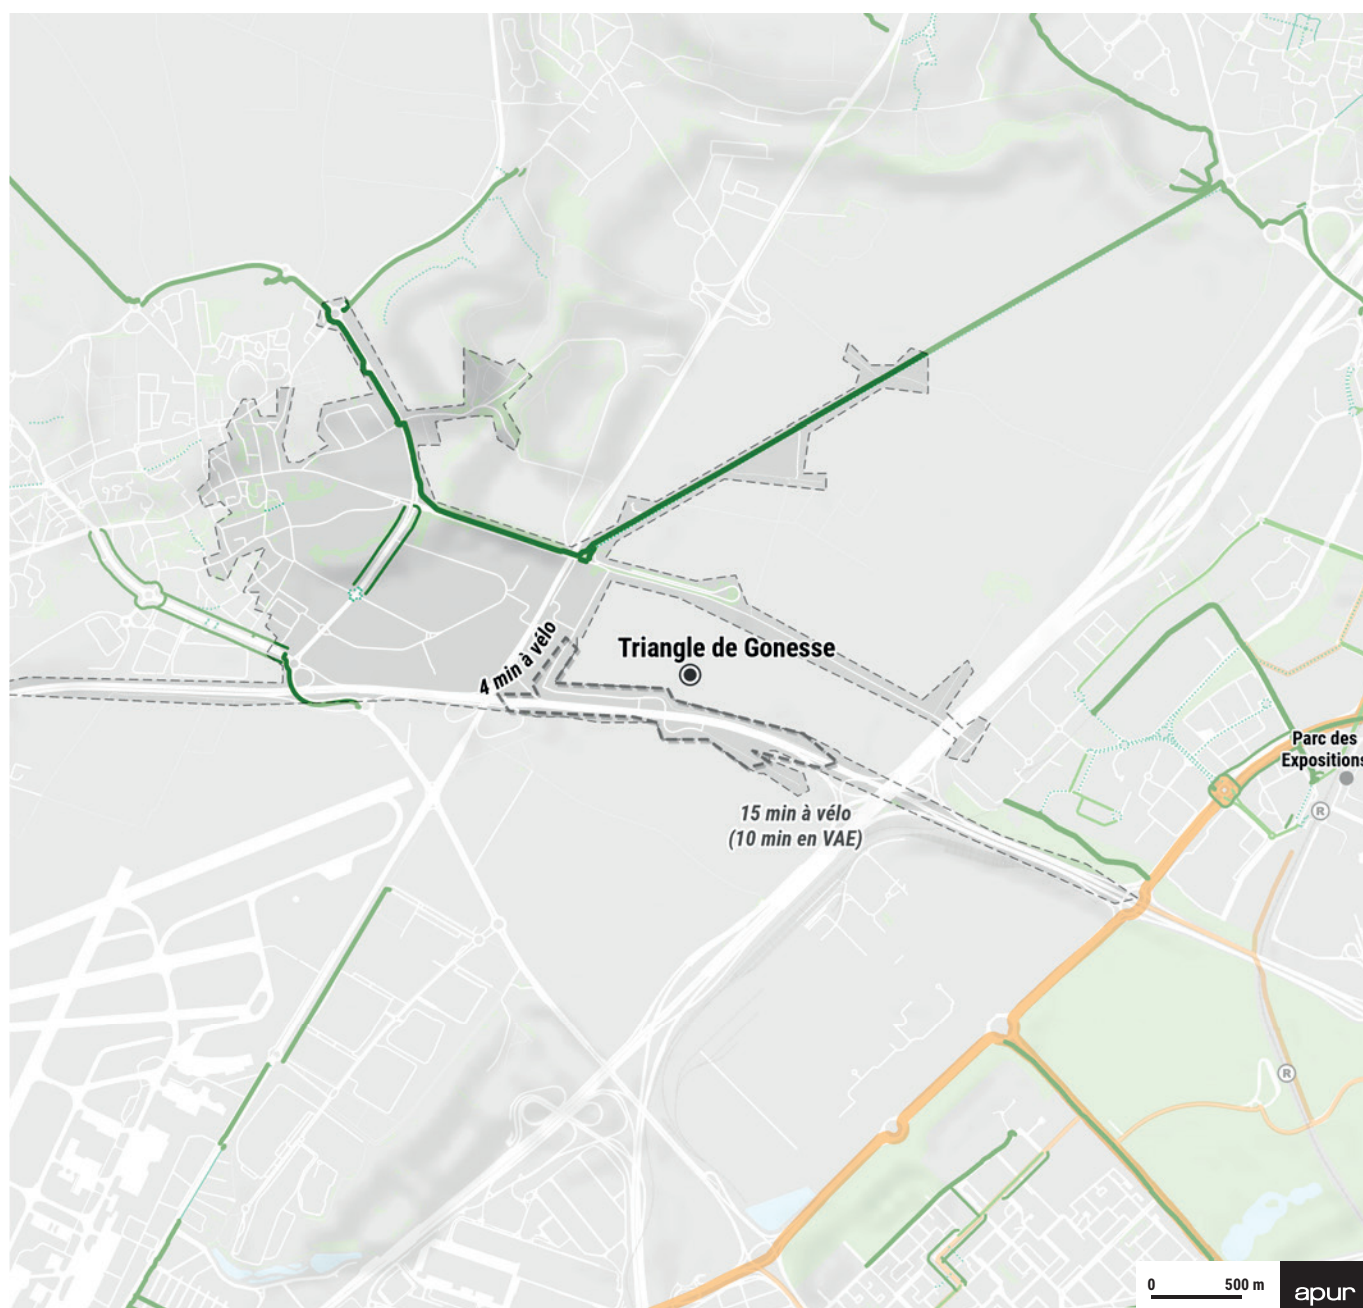 4 min à vélo
Triangle de Gonesse
Parc des
Expositions
R
15 min à vélo
(10 min en VAE)
R
0 500 m
apur